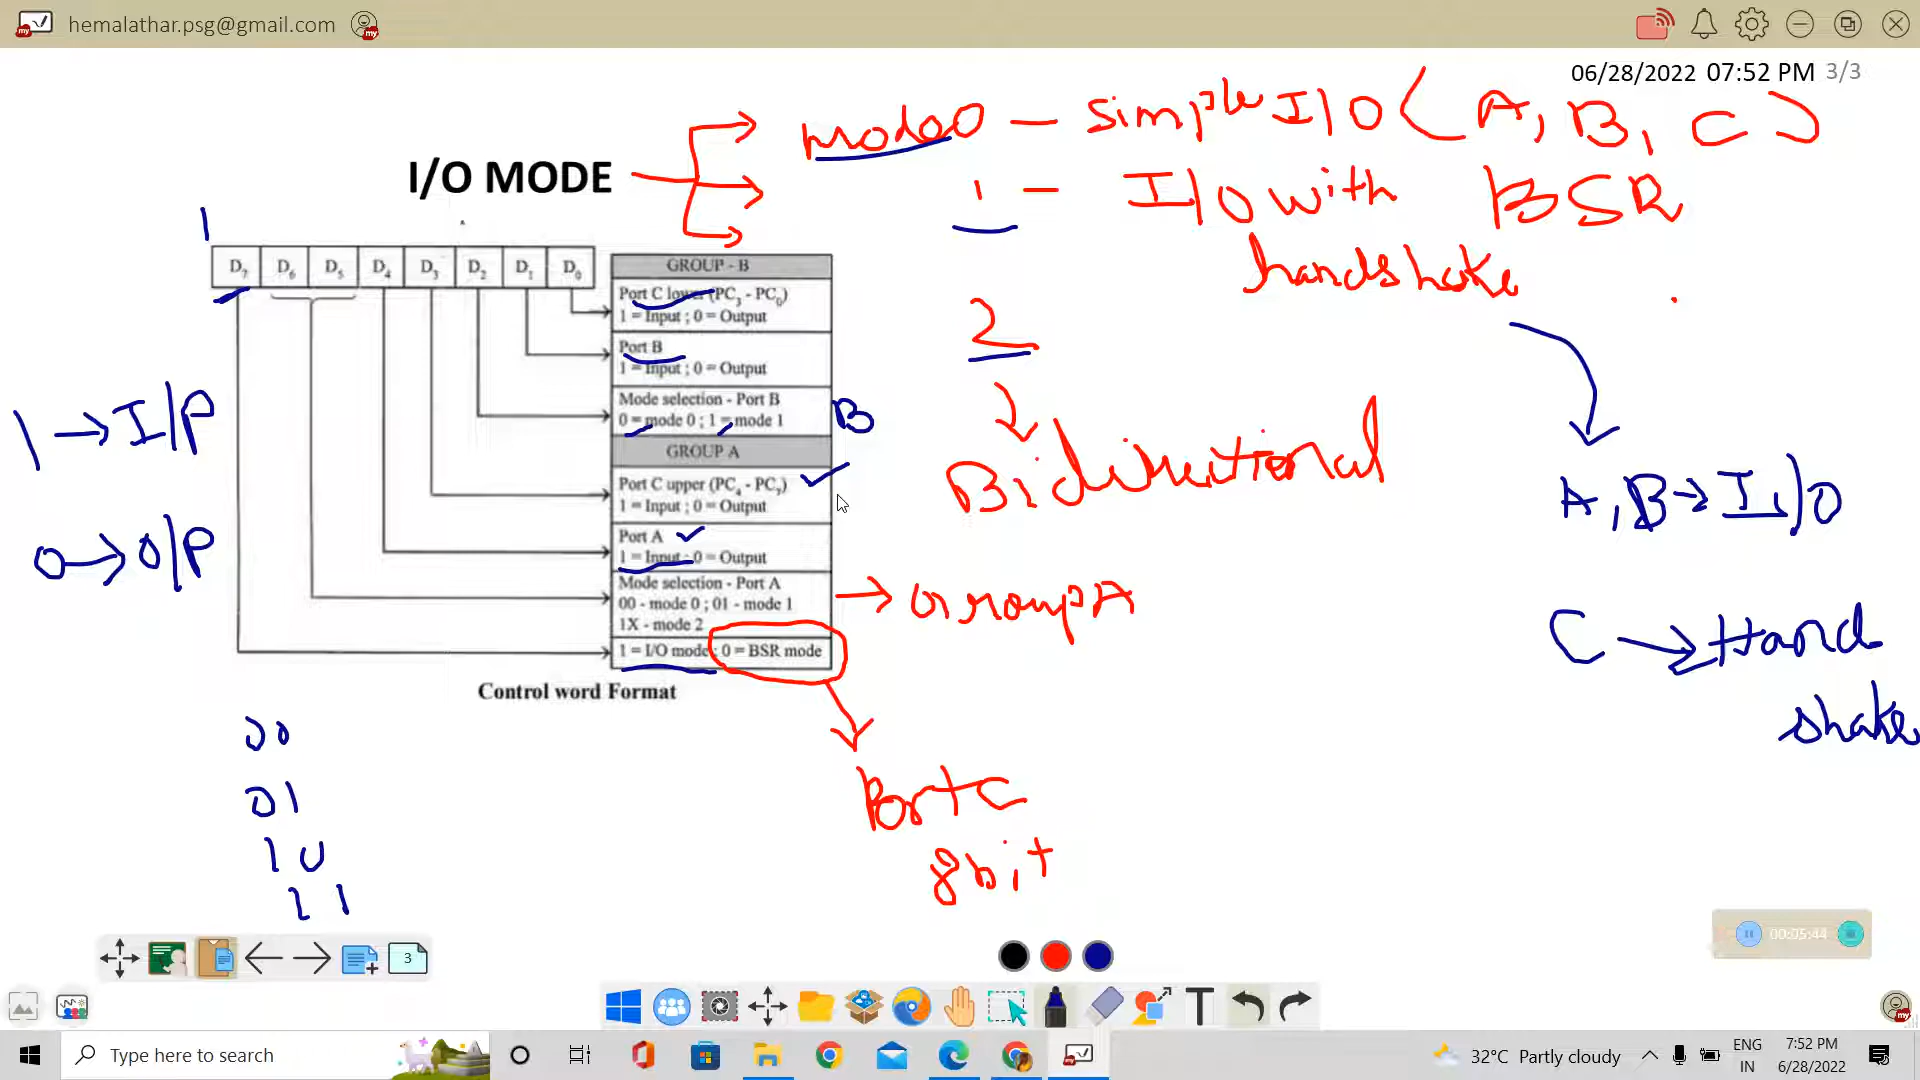 hemalathar.psg@gmail.com
06/28/2022 07:52 PM 3/3
mode0 – simple I/O (A, B, C)
I/O MODE
1 – I/O with BSR
handshake
1
D7 D6 D5 D4 D3 D2 D1 D0
GROUP - B
Port C lower (PC3 - PC0)
1 = Input ; 0 = Output
Port B
1 = Input ; 0 = Output
Mode selection - Port B
0 = mode 0 ; 1 = mode 1
B
GROUP A
Port C upper (PC4 - PC7)
1 = Input ; 0 = Output
Port A
1 = Input ; 0 = Output
Mode selection - Port A
00 - mode 0 ; 01 - mode 1
1X - mode 2
1 = I/O mode ; 0 = BSR mode
Control word Format
1 → I/P
0 → O/P
2
Bidirectional
A, B → I/O
Group A
C → Hand
shake
00
01
10
11
Port C
8bit
00:05:44
3
Type here to search
32°C Partly cloudy
ENG
IN
7:52 PM
6/28/2022